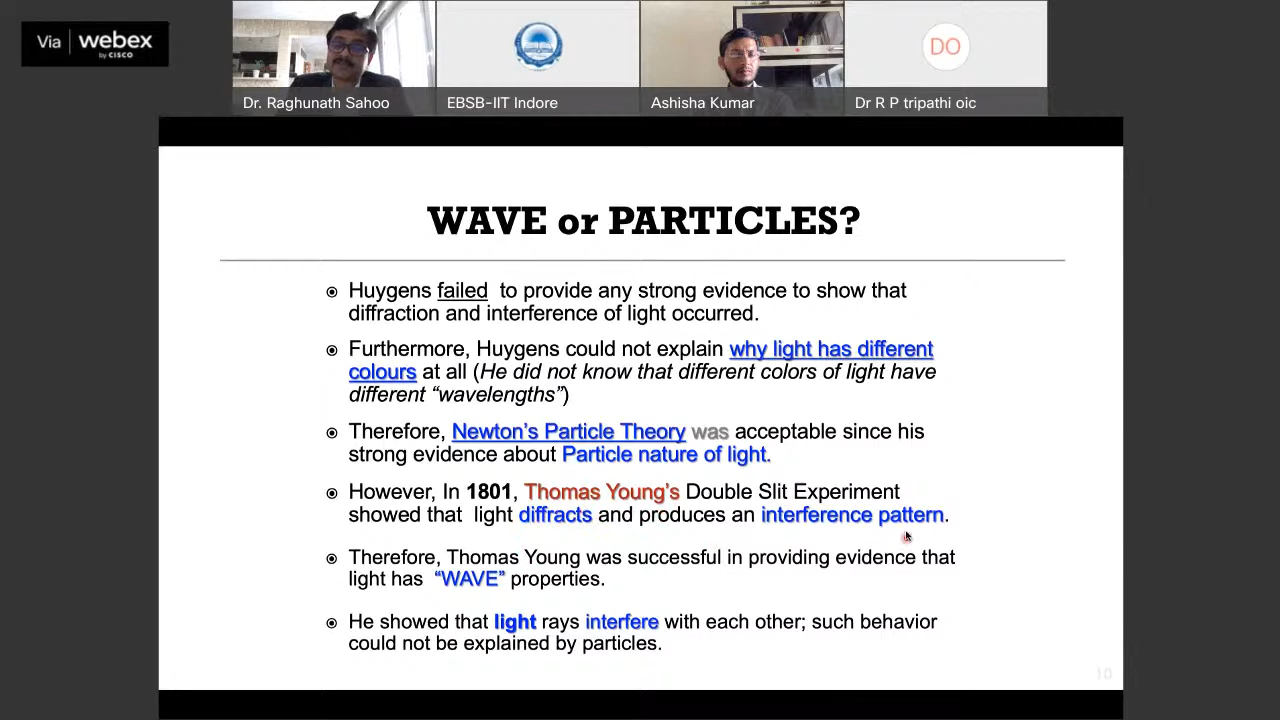 Via webex
by CISCO
DO
Dr. Raghunath Sahoo
EBSB-IIT Indore
Ashisha Kumar
Dr R P tripathi oic
WAVE or PARTICLES?
Huygens failed to provide any strong evidence to show that
diffraction and interference of light occurred.
Furthermore, Huygens could not explain why light has different
colours at all (He did not know that different colors of light have
different “wavelengths”)
Therefore, Newton’s Particle Theory was acceptable since his
strong evidence about Particle nature of light.
However, In 1801, Thomas Young’s Double Slit Experiment
showed that light diffracts and produces an interference pattern.
Therefore, Thomas Young was successful in providing evidence that
light has “WAVE” properties.
He showed that light rays interfere with each other; such behavior
could not be explained by particles.
10